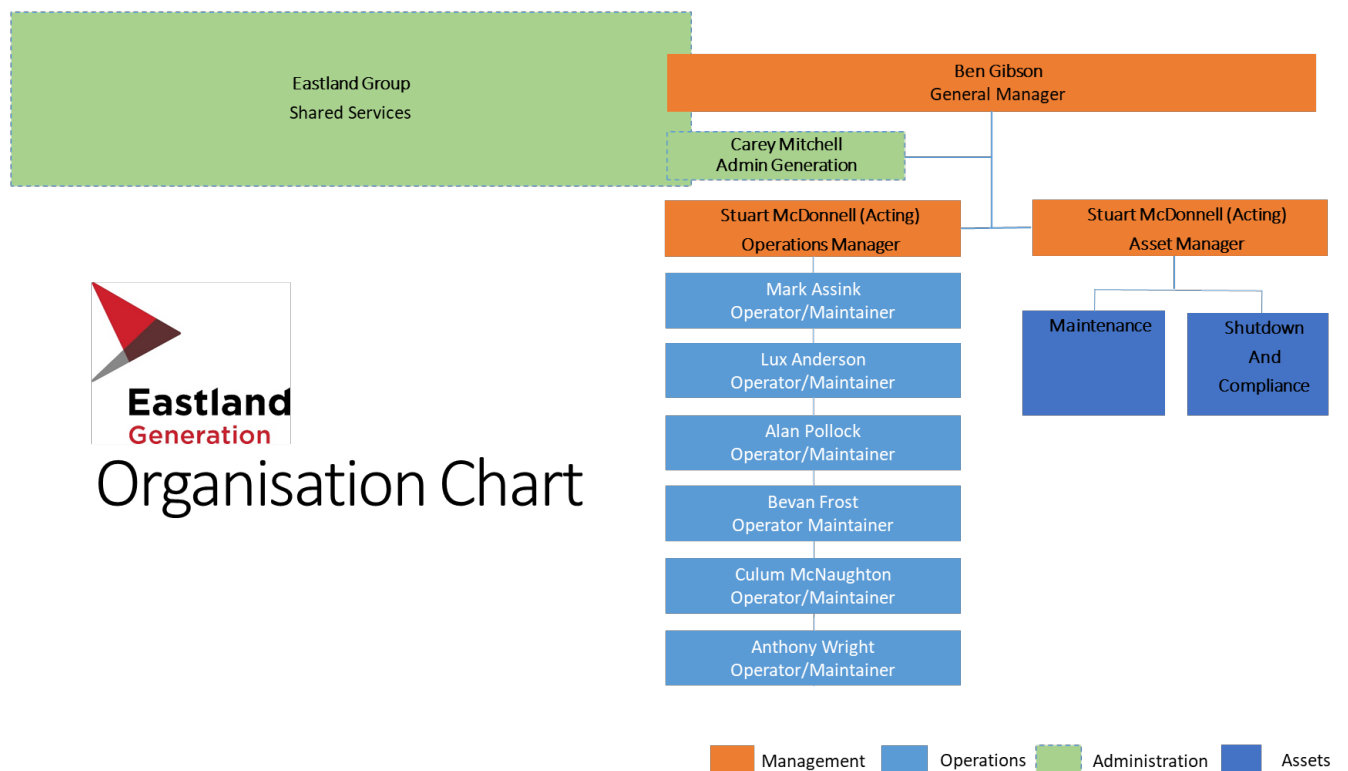 Eastland Group
Shared Services
Ben Gibson
General Manager
Carey Mitchell
Admin Generation
Stuart McDonnell (Acting)
Operations Manager
Stuart McDonnell (Acting)
Asset Manager
Mark Assink
Operator/Maintainer
Lux Anderson
Operator/Maintainer
Alan Pollock
Operator/Maintainer
Bevan Frost
Operator Maintainer
Culum McNaughton
Operator/Maintainer
Anthony Wright
Operator/Maintainer
Maintenance
Shutdown
And
Compliance
Eastland
Generation
Organisation Chart
Management
Operations
Administration
Assets